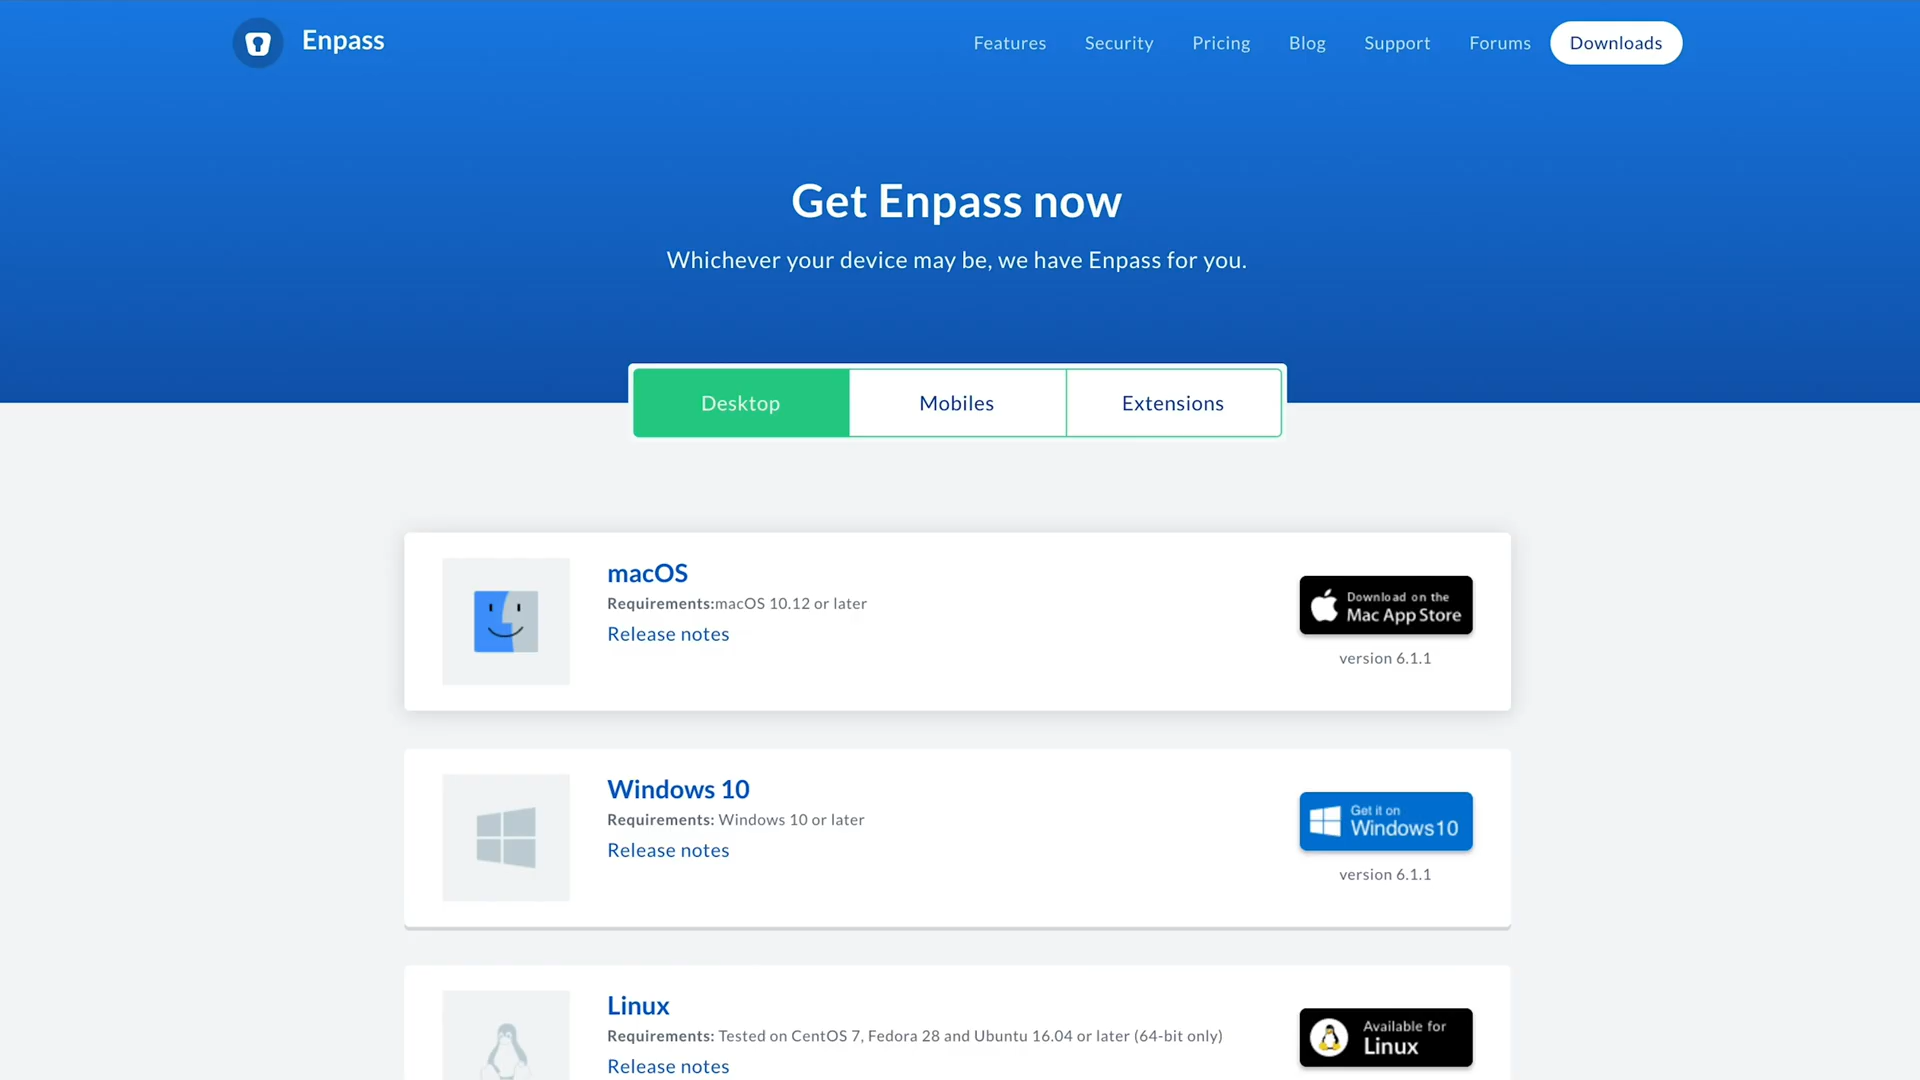 Enpass
Features
Security
Pricing
Blog
Support
Forums
Downloads
Get Enpass now
Whichever your device may be, we have Enpass for you.
Desktop
Mobiles
Extensions
macOS
Requirements:macOS 10.12 or later
Release notes
Download on the
Mac App Store
version 6.1.1
Windows 10
Requirements: Windows 10 or later
Release notes
Get it on
Windows10
version 6.1.1
Linux
Requirements: Tested on CentOS 7, Fedora 28 and Ubuntu 16.04 or later (64-bit only)
Release notes
Available for
Linux